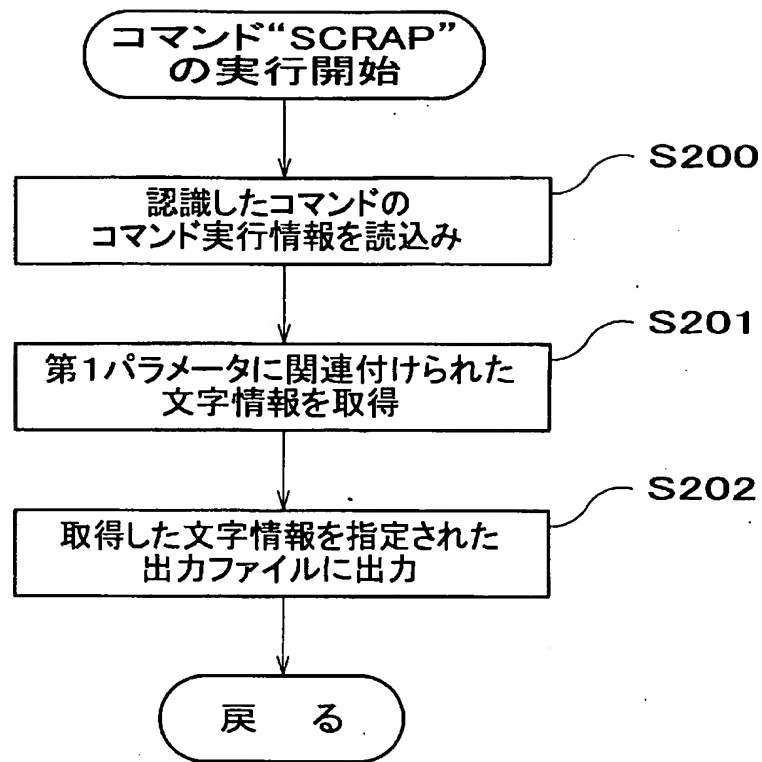 コマンド“SCRAP”
の実行開始
S200
認識したコマンドの
コマンド実行情報を読込み
S201
第1パラメータに関連付けられた
文字情報を取得
S202
取得した文字情報を指定された
出力ファイルに出力
戻 る